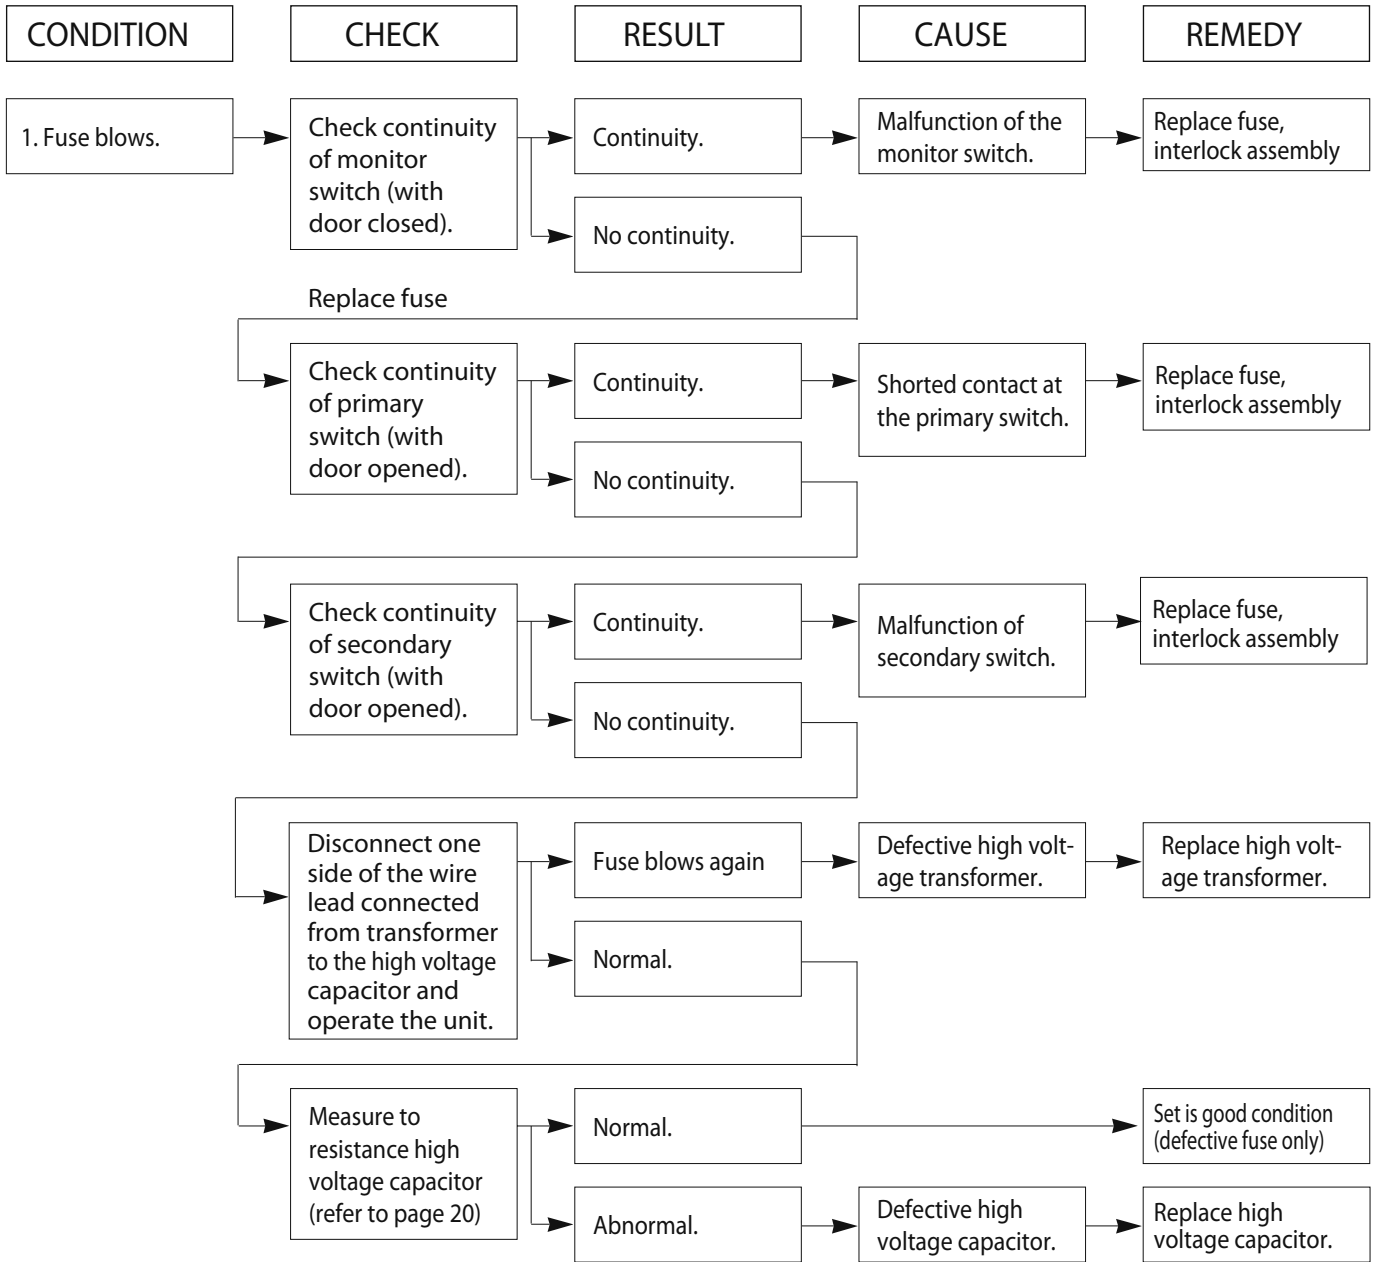 CONDITION
CHECK
RESULT
CAUSE
REMEDY
1. Fuse blows.
Check continuity
of monitor
switch (with
door closed).
Continuity.
Malfunction of the
monitor switch.
Replace fuse,
interlock assembly
No continuity.
Replace fuse
Check continuity
of primary
switch (with
door opened).
Continuity.
Shorted contact at
the primary switch.
Replace fuse,
interlock assembly
No continuity.
Check continuity
of secondary
switch (with
door opened).
Continuity.
Malfunction of
secondary switch.
Replace fuse,
interlock assembly
No continuity.
Disconnect one
side of the wire
lead connected
from transformer
to the high voltage
capacitor and
operate the unit.
Fuse blows again
Defective high volt-
age transformer.
Replace high volt-
age transformer.
Normal.
Measure to
resistance high
voltage capacitor
(refer to page 20)
Normal.
Set is good condition
(defective fuse only)
Abnormal.
Defective high
voltage capacitor.
Replace high
voltage capacitor.